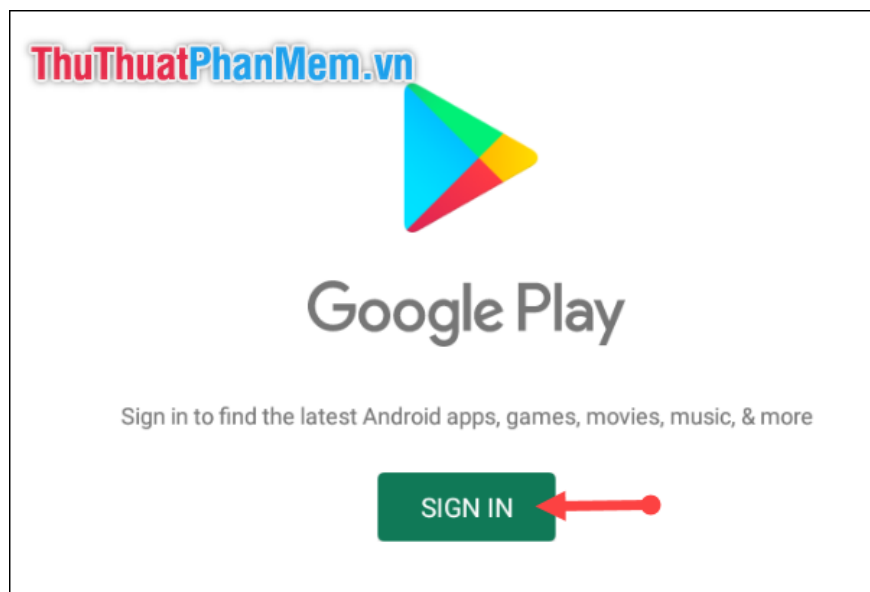 ThuThuatPhanMem.vn
Google Play
Sign in to find the latest Android apps, games, movies, music, & more
SIGN IN